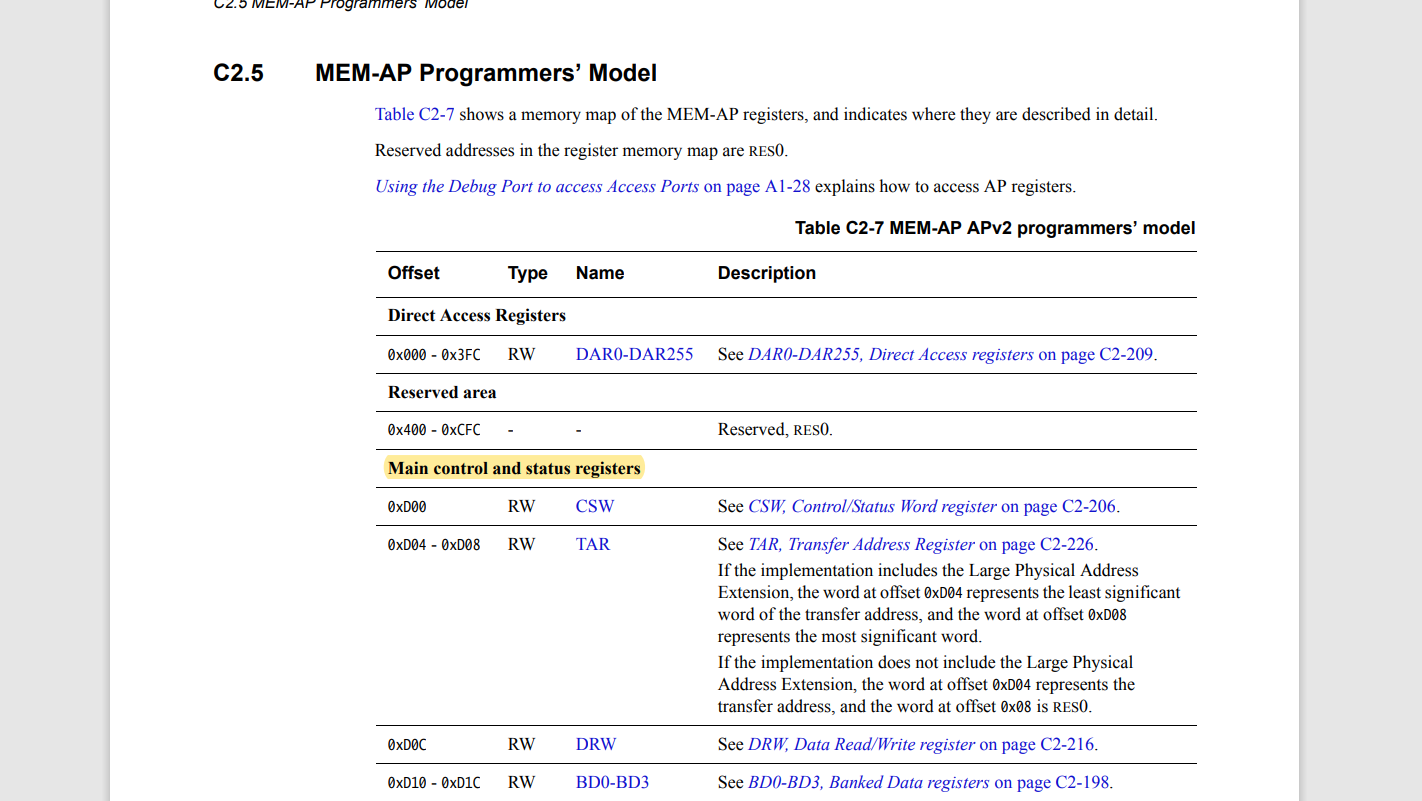 C2.5 MEM-AP Programmers' Model
C2.5 MEM-AP Programmers’ Model
Table C2-7 shows a memory map of the MEM-AP registers, and indicates where they are described in detail.
Reserved addresses in the register memory map are RES0.
Using the Debug Port to access Access Ports on page A1-28 explains how to access AP registers.
Table C2-7 MEM-AP APv2 programmers’ model
Offset Type Name Description
Direct Access Registers
0x000 - 0x3FC RW DAR0-DAR255 See DAR0-DAR255, Direct Access registers on page C2-209.
Reserved area
0x400 - 0xCFC - - Reserved, RES0.
Main control and status registers
0xD00 RW CSW See CSW, Control/Status Word register on page C2-206.
0xD04 - 0xD08 RW TAR See TAR, Transfer Address Register on page C2-226.
If the implementation includes the Large Physical Address
Extension, the word at offset 0xD04 represents the least significant
word of the transfer address, and the word at offset 0xD08
represents the most significant word.
If the implementation does not include the Large Physical
Address Extension, the word at offset 0xD04 represents the
transfer address, and the word at offset 0x08 is RES0.
0xD0C RW DRW See DRW, Data Read/Write register on page C2-216.
0xD10 - 0xD1C RW BD0-BD3 See BD0-BD3, Banked Data registers on page C2-198.